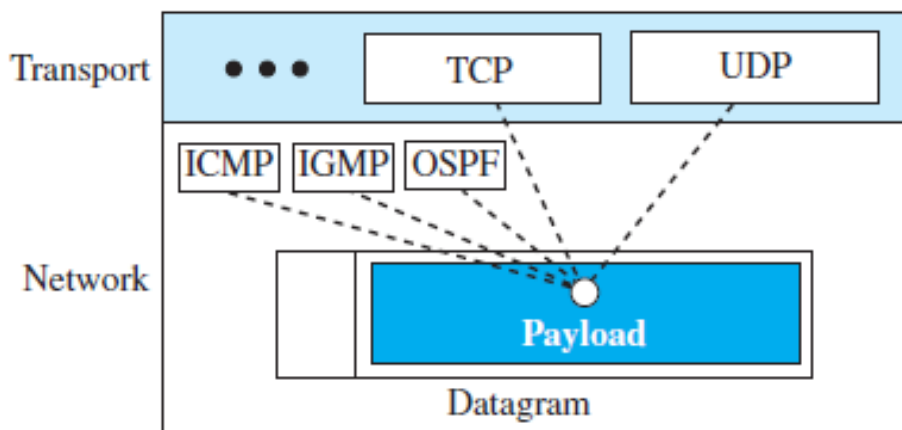 Transport
TCP
UDP
ICMP
IGMP
OSPF
Network
Payload
Datagram